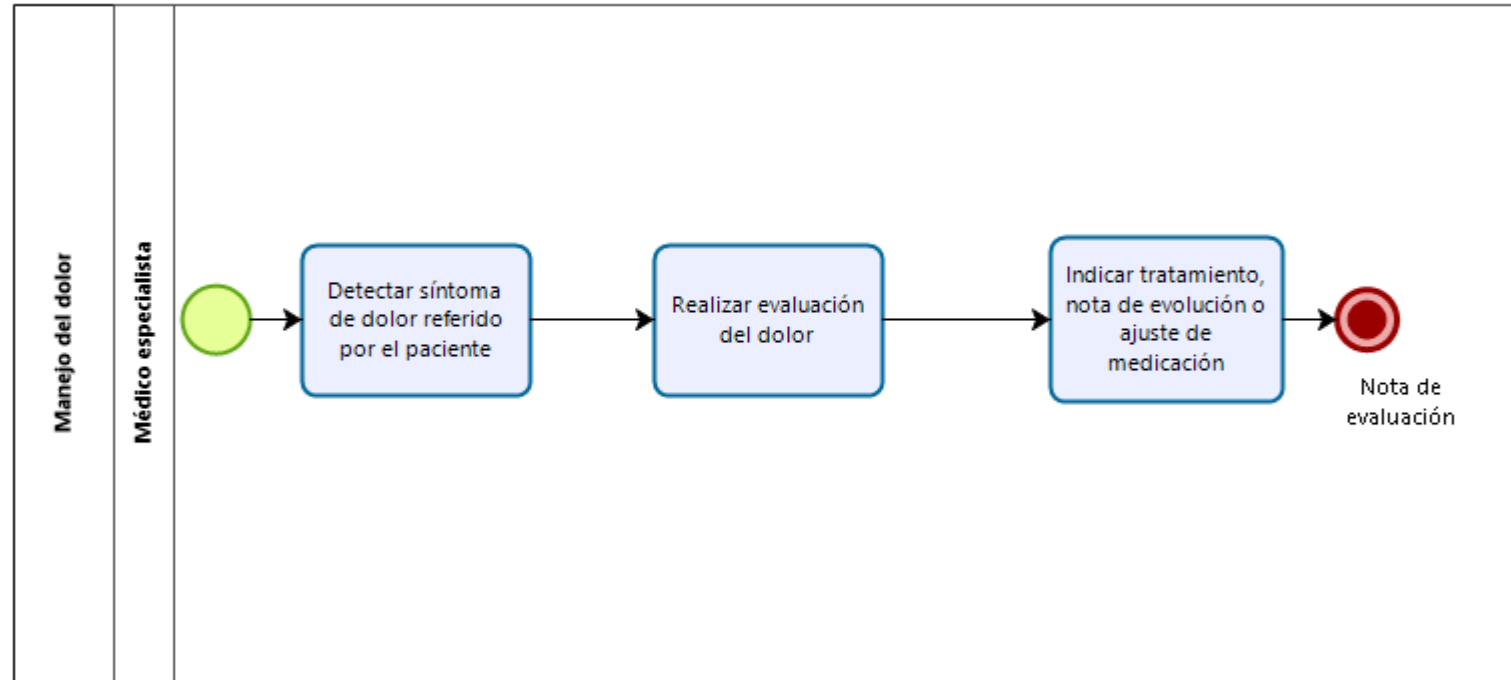 Manejo del dolor
Médico especialista
Detectar síntoma
de dolor referido
por el paciente
Realizar evaluación
del dolor
Indicar tratamiento,
nota de evolución o
ajuste de
medicación
Nota de
evaluación